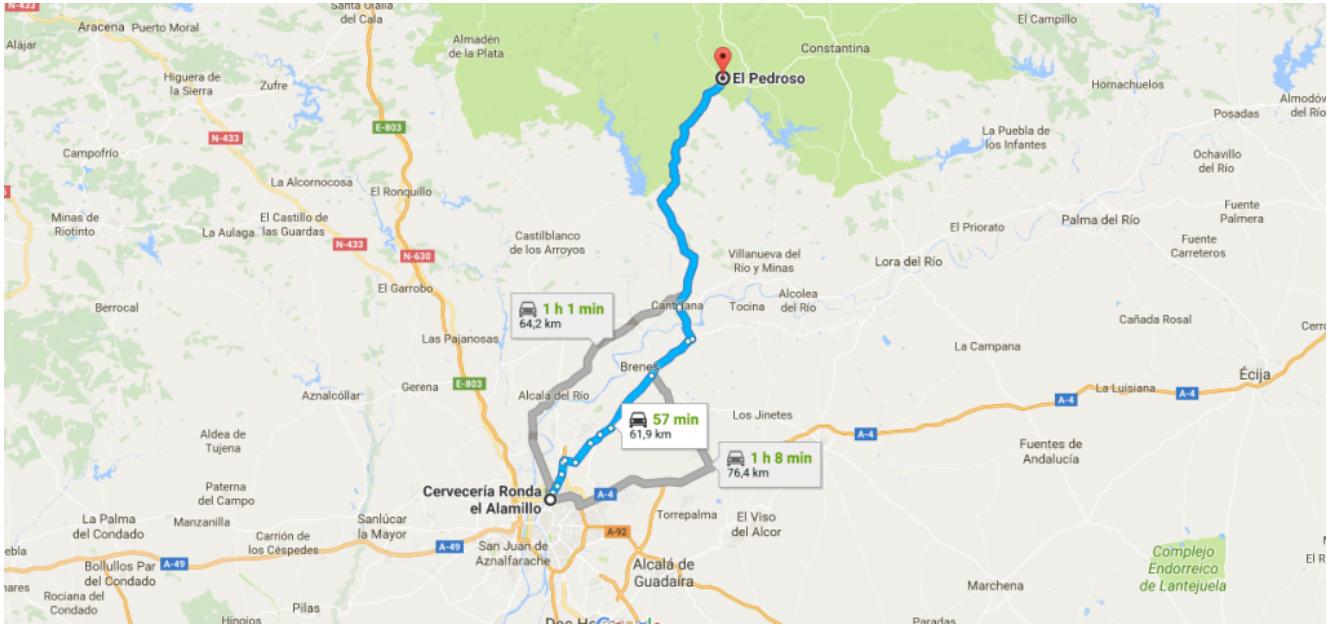 N-433
Santa Olalla
del Cala
Aracena
Puerto Moral
Alájar
Almadén
de la Plata
El Campillo
Constantina
El Pedroso
Higuera de
la Sierra
Zufre
Hornachuelos
Almodóv
del Río
Posadas
E-803
N-433
Campofrío
La Puebla de
los Infantes
Ochavillo
del Río
La Alcornocosa
El Ronquillo
Minas de
Riotinto
El Castillo de
las Guardas
La Aulaga
N-433
Castilblanco
de los Arroyos
N-630
El Garrobo
Villanueva del
Río y Minas
El Priorato
Palma del Río
Fuente
Palmera
Fuente
Carreteros
Lora del Río
Berrocal
1 h 1 min
64,2 km
Cantillana
Tocina
Alcolea
del Río
Cañada Rosal
Las Pajanosas
La Campana
Brenes
Écija
Gerena
E-803
Aznalcóllar
Alcala del Río
La Luisiana
A-4
A-4
57 min
61,9 km
Los Jinetes
A-4
Aldea de
Tujena
Fuentes de
Andalucía
1 h 8 min
76,4 km
Paterna
del Campo
Cervecería Ronda
el Alamillo
A-4
La Palma
del Condado
Manzanilla
Sanlúcar
la Mayor
Torrepalma
El Viso
del Alcor
Carrión de
los Céspedes
A-49
San Juan de
Aznalfarache
A-92
A-49
Bollullos Par
del Condado
Alcalá de
Guadaíra
Complejo
Endorreico
de Lantejuela
Marchena
Rociana del
Condado
Pilas
Hinojos
Paradas